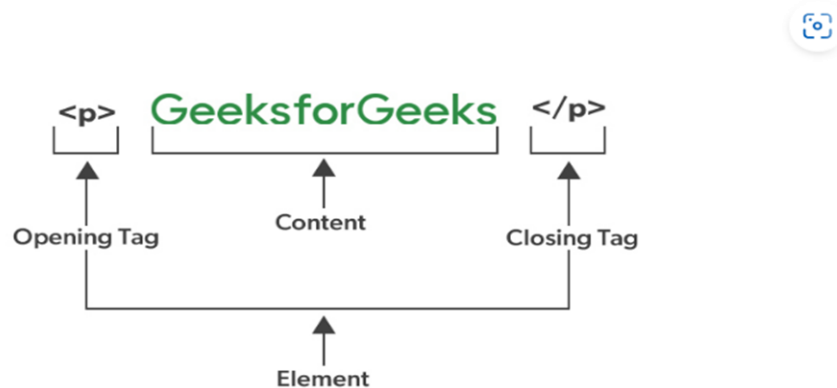 <p> GeeksforGeeks </p>
Content
Opening Tag Closing Tag
Element